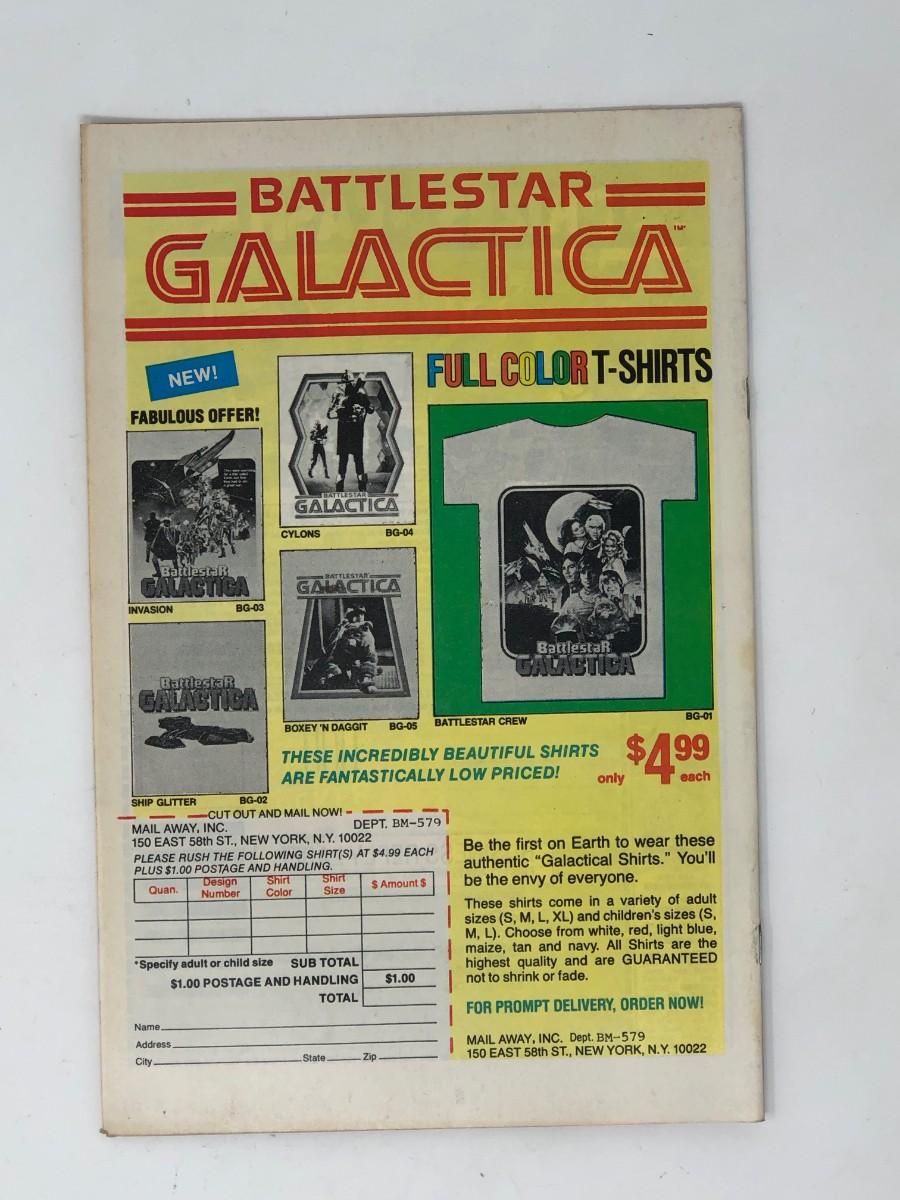 BATTLESTAR
GALACTICA™
NEW!
FABULOUS OFFER!
FULL COLOR T-SHIRTS
BattlestaR
GALACTICA
INVASION BG-03
BATTLESTAR
GALACTICA
CYLONS BG-04
BattlestaR
GALACTICA
SHIP GLITTER BG-02
BATTLESTAR
GALACTICA
BOXEY 'N DAGGIT BG-05
BattlestaR
GALACTICA
BATTLESTAR CREW BG-01
THESE INCREDIBLY BEAUTIFUL SHIRTS
ARE FANTASTICALLY LOW PRICED!
only $4.99 each
CUT OUT AND MAIL NOW!
MAIL AWAY, INC. DEPT. BM-579
150 EAST 58th ST., NEW YORK, N.Y. 10022
PLEASE RUSH THE FOLLOWING SHIRT(S) AT $4.99 EACH
PLUS $1.00 POSTAGE AND HANDLING.
Quan. Design Number Shirt Color Shirt Size $ Amount $
*Specify adult or child size SUB TOTAL
$1.00 POSTAGE AND HANDLING $1.00
TOTAL
Name
Address
City State Zip
Be the first on Earth to wear these
authentic “Galactical Shirts.” You'll
be the envy of everyone.
These shirts come in a variety of adult
sizes (S, M, L, XL) and children's sizes (S,
M, L). Choose from white, red, light blue,
maize, tan and navy. All Shirts are the
highest quality and are GUARANTEED
not to shrink or fade.
FOR PROMPT DELIVERY, ORDER NOW!
MAIL AWAY, INC. Dept. BM-579
150 EAST 58th ST., NEW YORK, N.Y. 10022